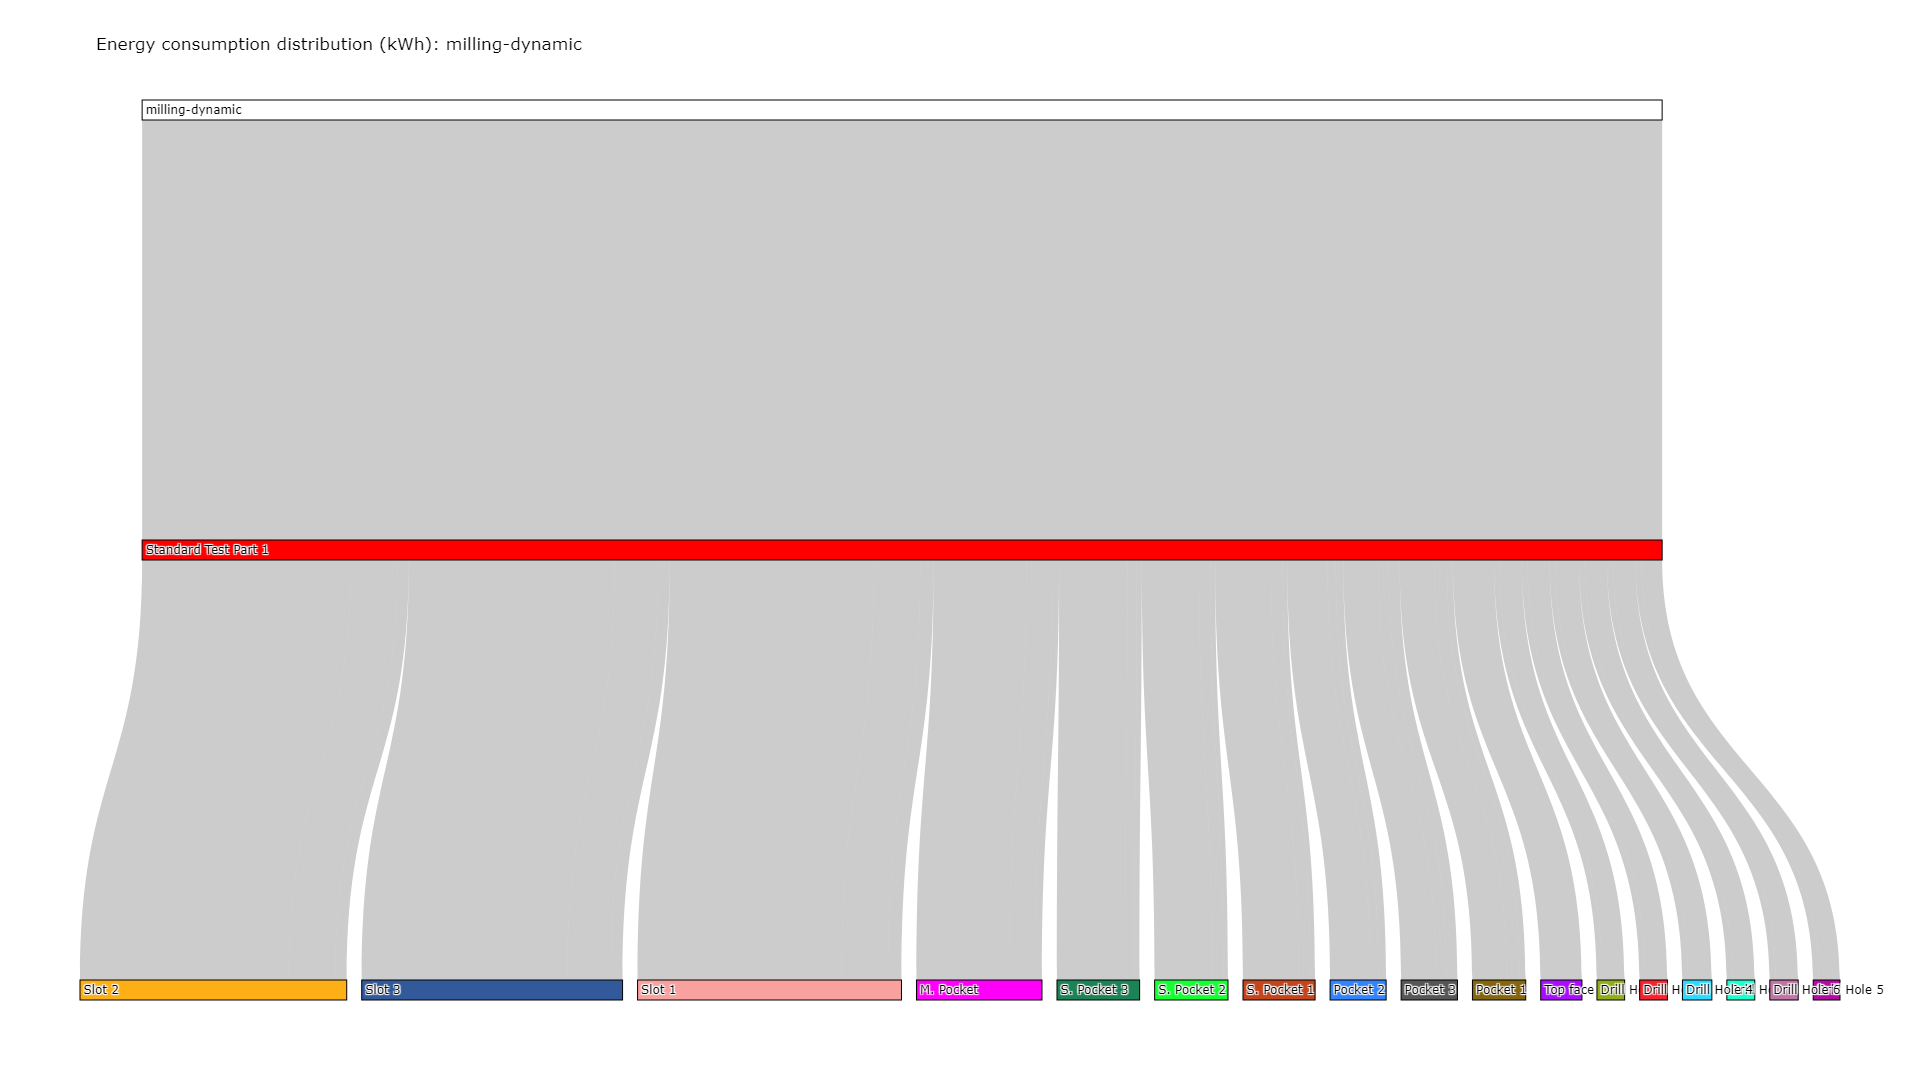 Energy consumption distribution (kWh): milling-dynamic
milling-dynamic
Standard Test Part 1
Slot 2
Slot 3
Slot 1
M. Pocket
S. Pocket 3
S. Pocket 2
S. Pocket 1
Pocket 2
Pocket 3
Pocket 1
Top face
Drill
Drill
Drill Hole 4
Drill Hole 6
Hole 5